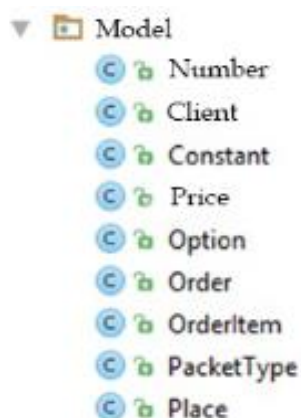 Model
Number
Client
Constant
Price
Option
Order
OrderItem
PacketType
Place